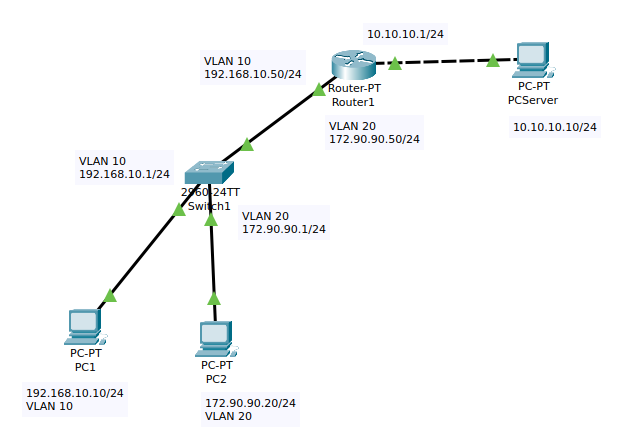 10.10.10.1/24
VLAN 10
192.168.10.50/24
Router-PT
Router1
PC-PT
PCServer
VLAN 20
172.90.90.50/24
10.10.10.10/24
VLAN 10
192.168.10.1/24
2960-24TT
Switch1
VLAN 20
172.90.90.1/24
PC-PT
PC1
PC-PT
PC2
192.168.10.10/24
VLAN 10
172.90.90.20/24
VLAN 20